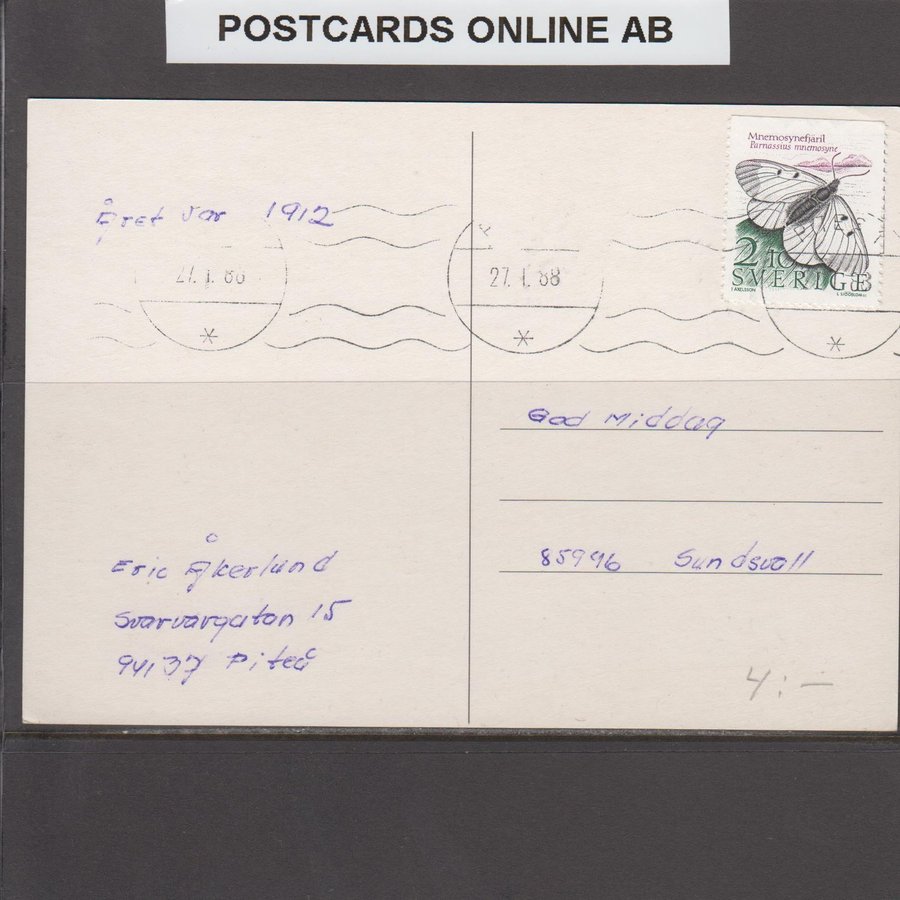 POSTCARDS ONLINE AB
Mnemosynefjäril
Parnassius mnemosyne
2 10
SVERIGE
Året var 1912
27. 1. 88
27. 1. 88
God Middag
85996 Sundsvall
Eric Åkerlund
Svarvargatan 15
94137 Piteå
4:-